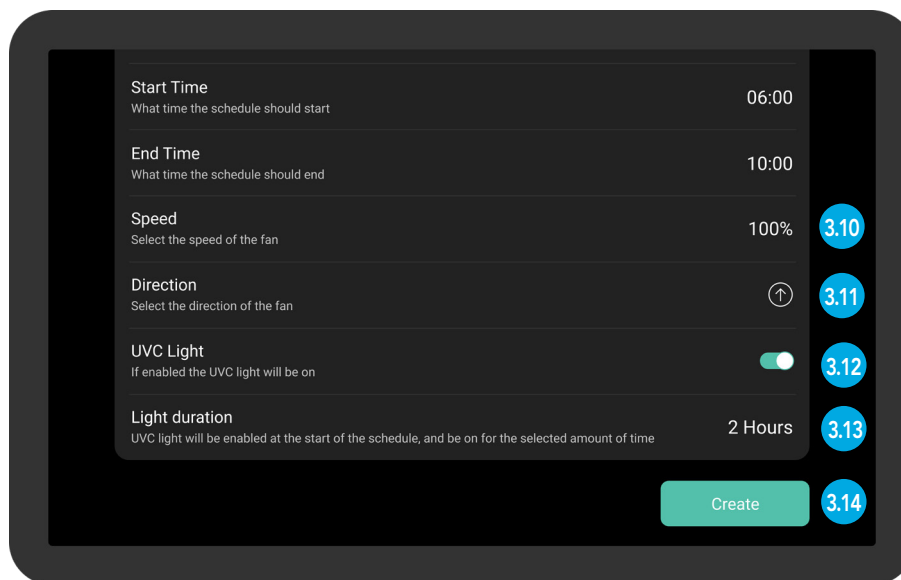 Start Time
What time the schedule should start
06:00
End Time
What time the schedule should end
10:00
Speed
Select the speed of the fan
100%
3.10
Direction
Select the direction of the fan
3.11
UVC Light
If enabled the UVC light will be on
3.12
Light duration
UVC light will be enabled at the start of the schedule, and be on for the selected amount of time
2 Hours
3.13
Create
3.14